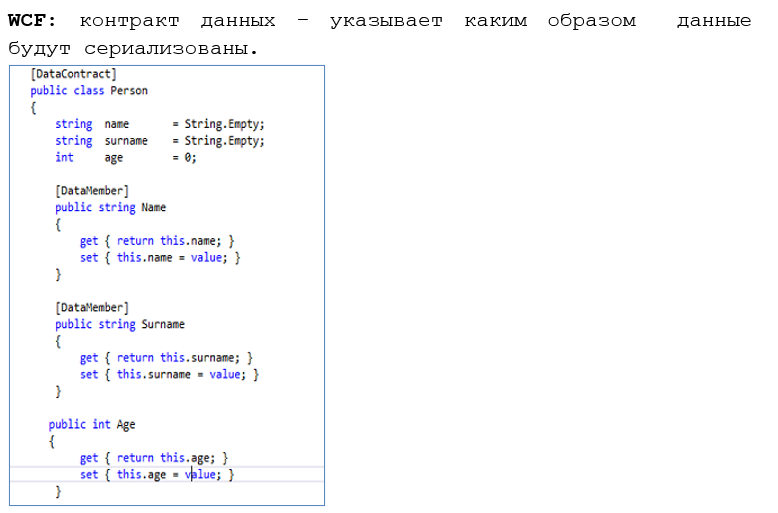 WCF: контракт данных – указывает каким образом данные
будут сериализованы.
[DataContract]
public class Person
{
string name = String.Empty;
string surname = String.Empty;
int age = 0;
[DataMember]
public string Name
{
get { return this.name; }
set { this.name = value; }
}
[DataMember]
public string Surname
{
get { return this.surname; }
set { this.surname = value; }
}
public int Age
{
get { return this.age; }
set { this.age = value; }
}